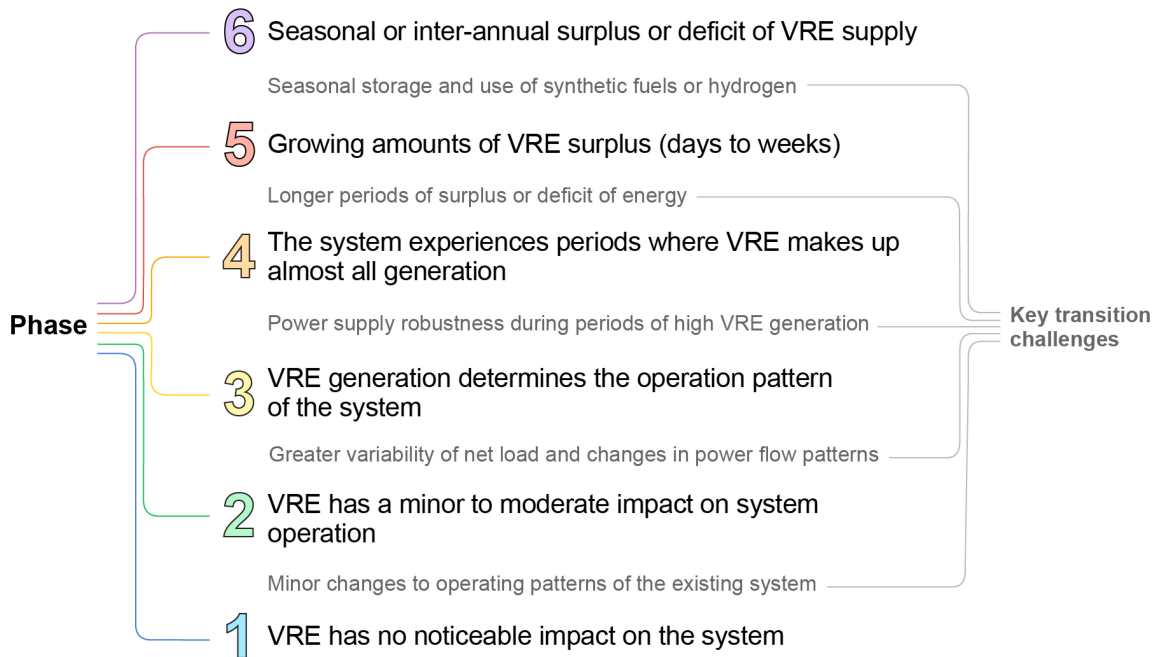 6 Seasonal or inter-annual surplus or deficit of VRE supply
Seasonal storage and use of synthetic fuels or hydrogen
5 Growing amounts of VRE surplus (days to weeks)
Longer periods of surplus or deficit of energy
4 The system experiences periods where VRE makes up
almost all generation
Phase
Power supply robustness during periods of high VRE generation
Key transition
challenges
3 VRE generation determines the operation pattern
of the system
Greater variability of net load and changes in power flow patterns
2 VRE has a minor to moderate impact on system
operation
Minor changes to operating patterns of the existing system
1 VRE has no noticeable impact on the system